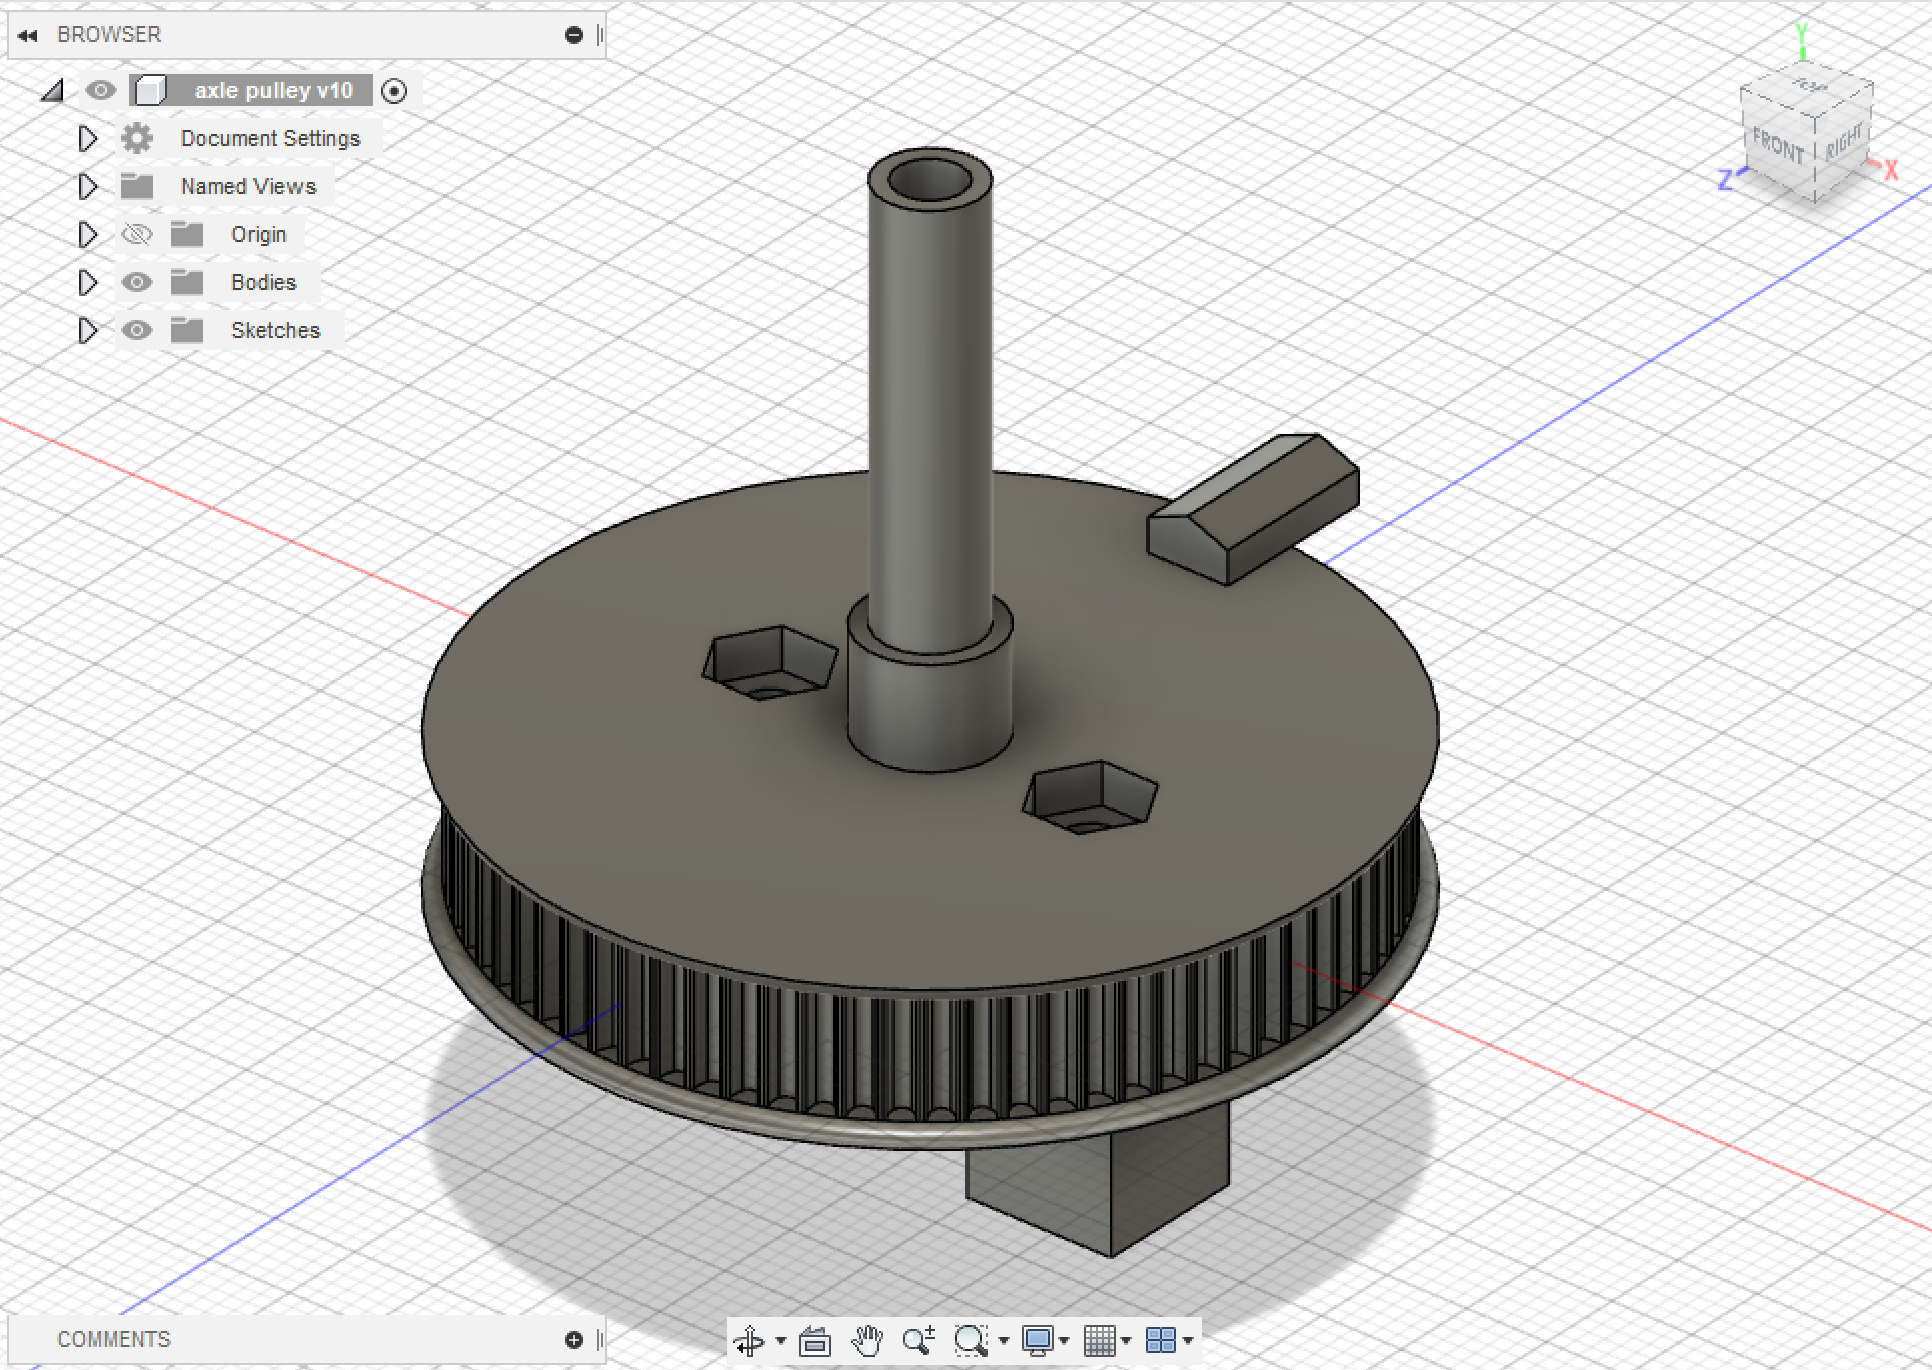 BROWSER
axle pulley v10
Document Settings
Named Views
Origin
Bodies
Sketches
Y
TOP
FRONT
RIGHT
Z
X
COMMENTS